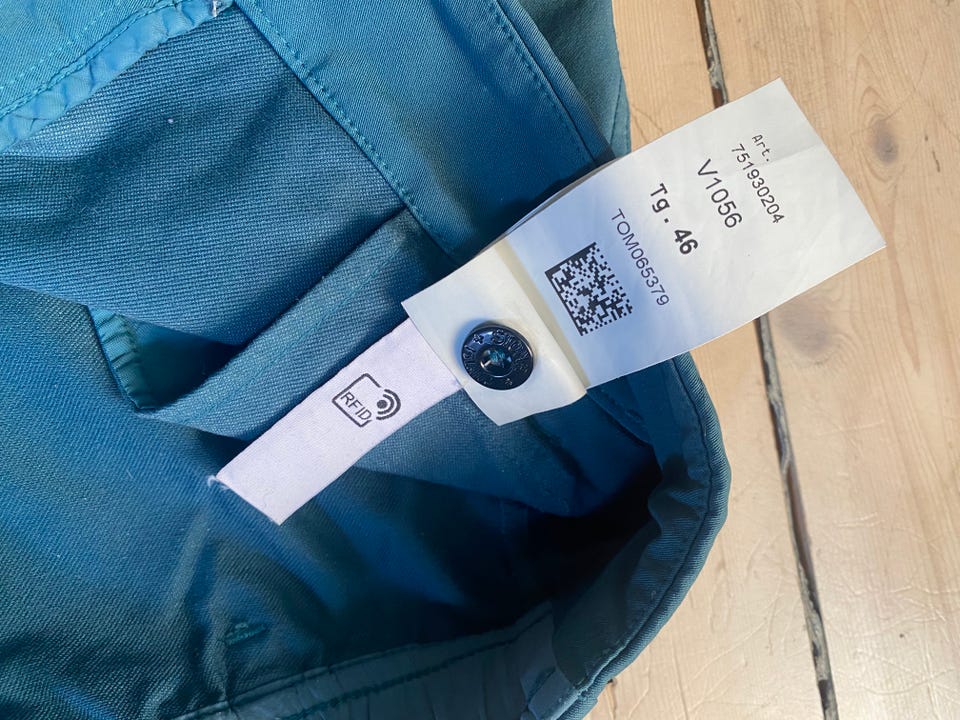 Art.
751930204
V1056
Tg. 46
TOM065379
RFID